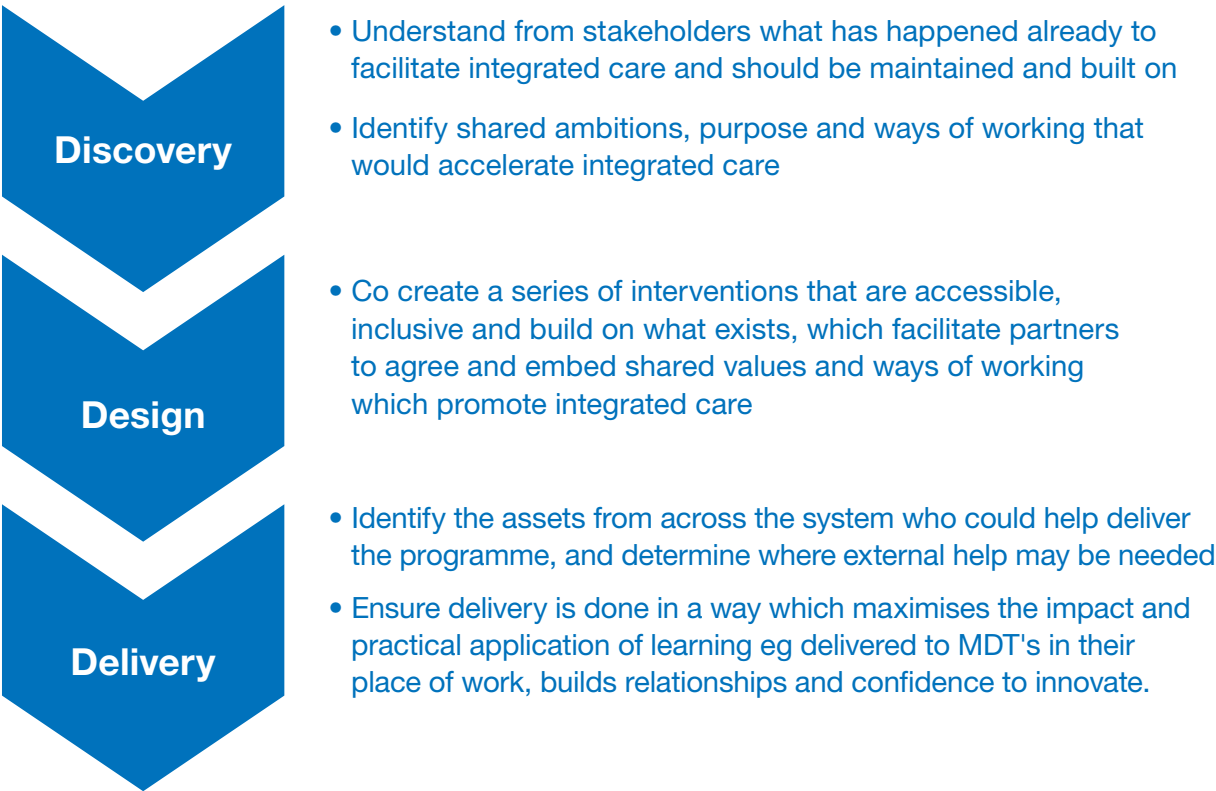 Discovery
• Understand from stakeholders what has happened already to
facilitate integrated care and should be maintained and built on
• Identify shared ambitions, purpose and ways of working that
would accelerate integrated care
Design
• Co create a series of interventions that are accessible,
inclusive and build on what exists, which facilitate partners
to agree and embed shared values and ways of working
which promote integrated care
Delivery
• Identify the assets from across the system who could help deliver
the programme, and determine where external help may be needed
• Ensure delivery is done in a way which maximises the impact and
practical application of learning eg delivered to MDT's in their
place of work, builds relationships and confidence to innovate.